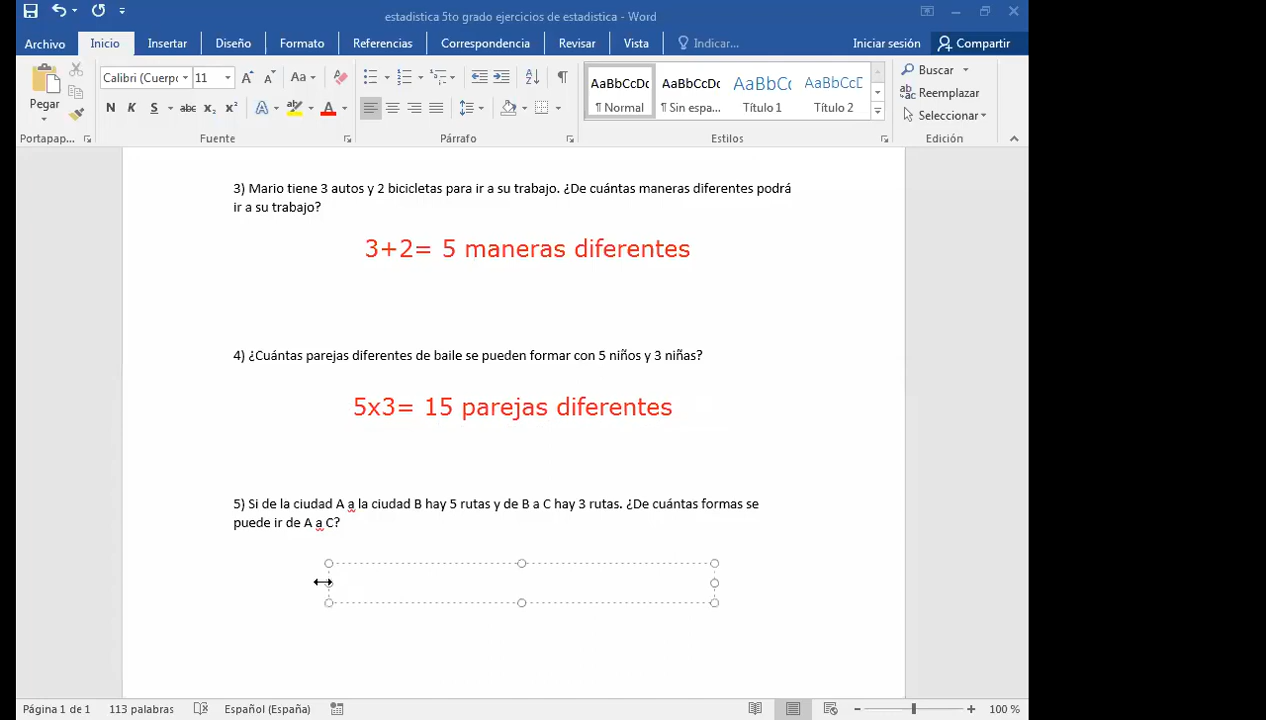 estadistica 5to grado ejercicios de estadistica - Word
Archivo Inicio Insertar Diseño Formato Referencias Correspondencia Revisar Vista Indicar... Iniciar sesión Compartir
Pegar
Calibri (Cuerpo 11
Aa
N K S abc x₂ x² A ab A
AaBbCcDc AaBbCcDc AaBbCc AaBbCcD
¶ Normal ¶ Sin espa... Título 1 Título 2
Buscar
Reemplazar
Seleccionar
Portapap... Fuente Párrafo Estilos Edición
3) Mario tiene 3 autos y 2 bicicletas para ir a su trabajo. ¿De cuántas maneras diferentes podrá
ir a su trabajo?
3+2= 5 maneras diferentes
4) ¿Cuántas parejas diferentes de baile se pueden formar con 5 niños y 3 niñas?
5x3= 15 parejas diferentes
5) Si de la ciudad A a la ciudad B hay 5 rutas y de B a C hay 3 rutas. ¿De cuántas formas se
puede ir de A a C?
Página 1 de 1 113 palabras Español (España) 100 %